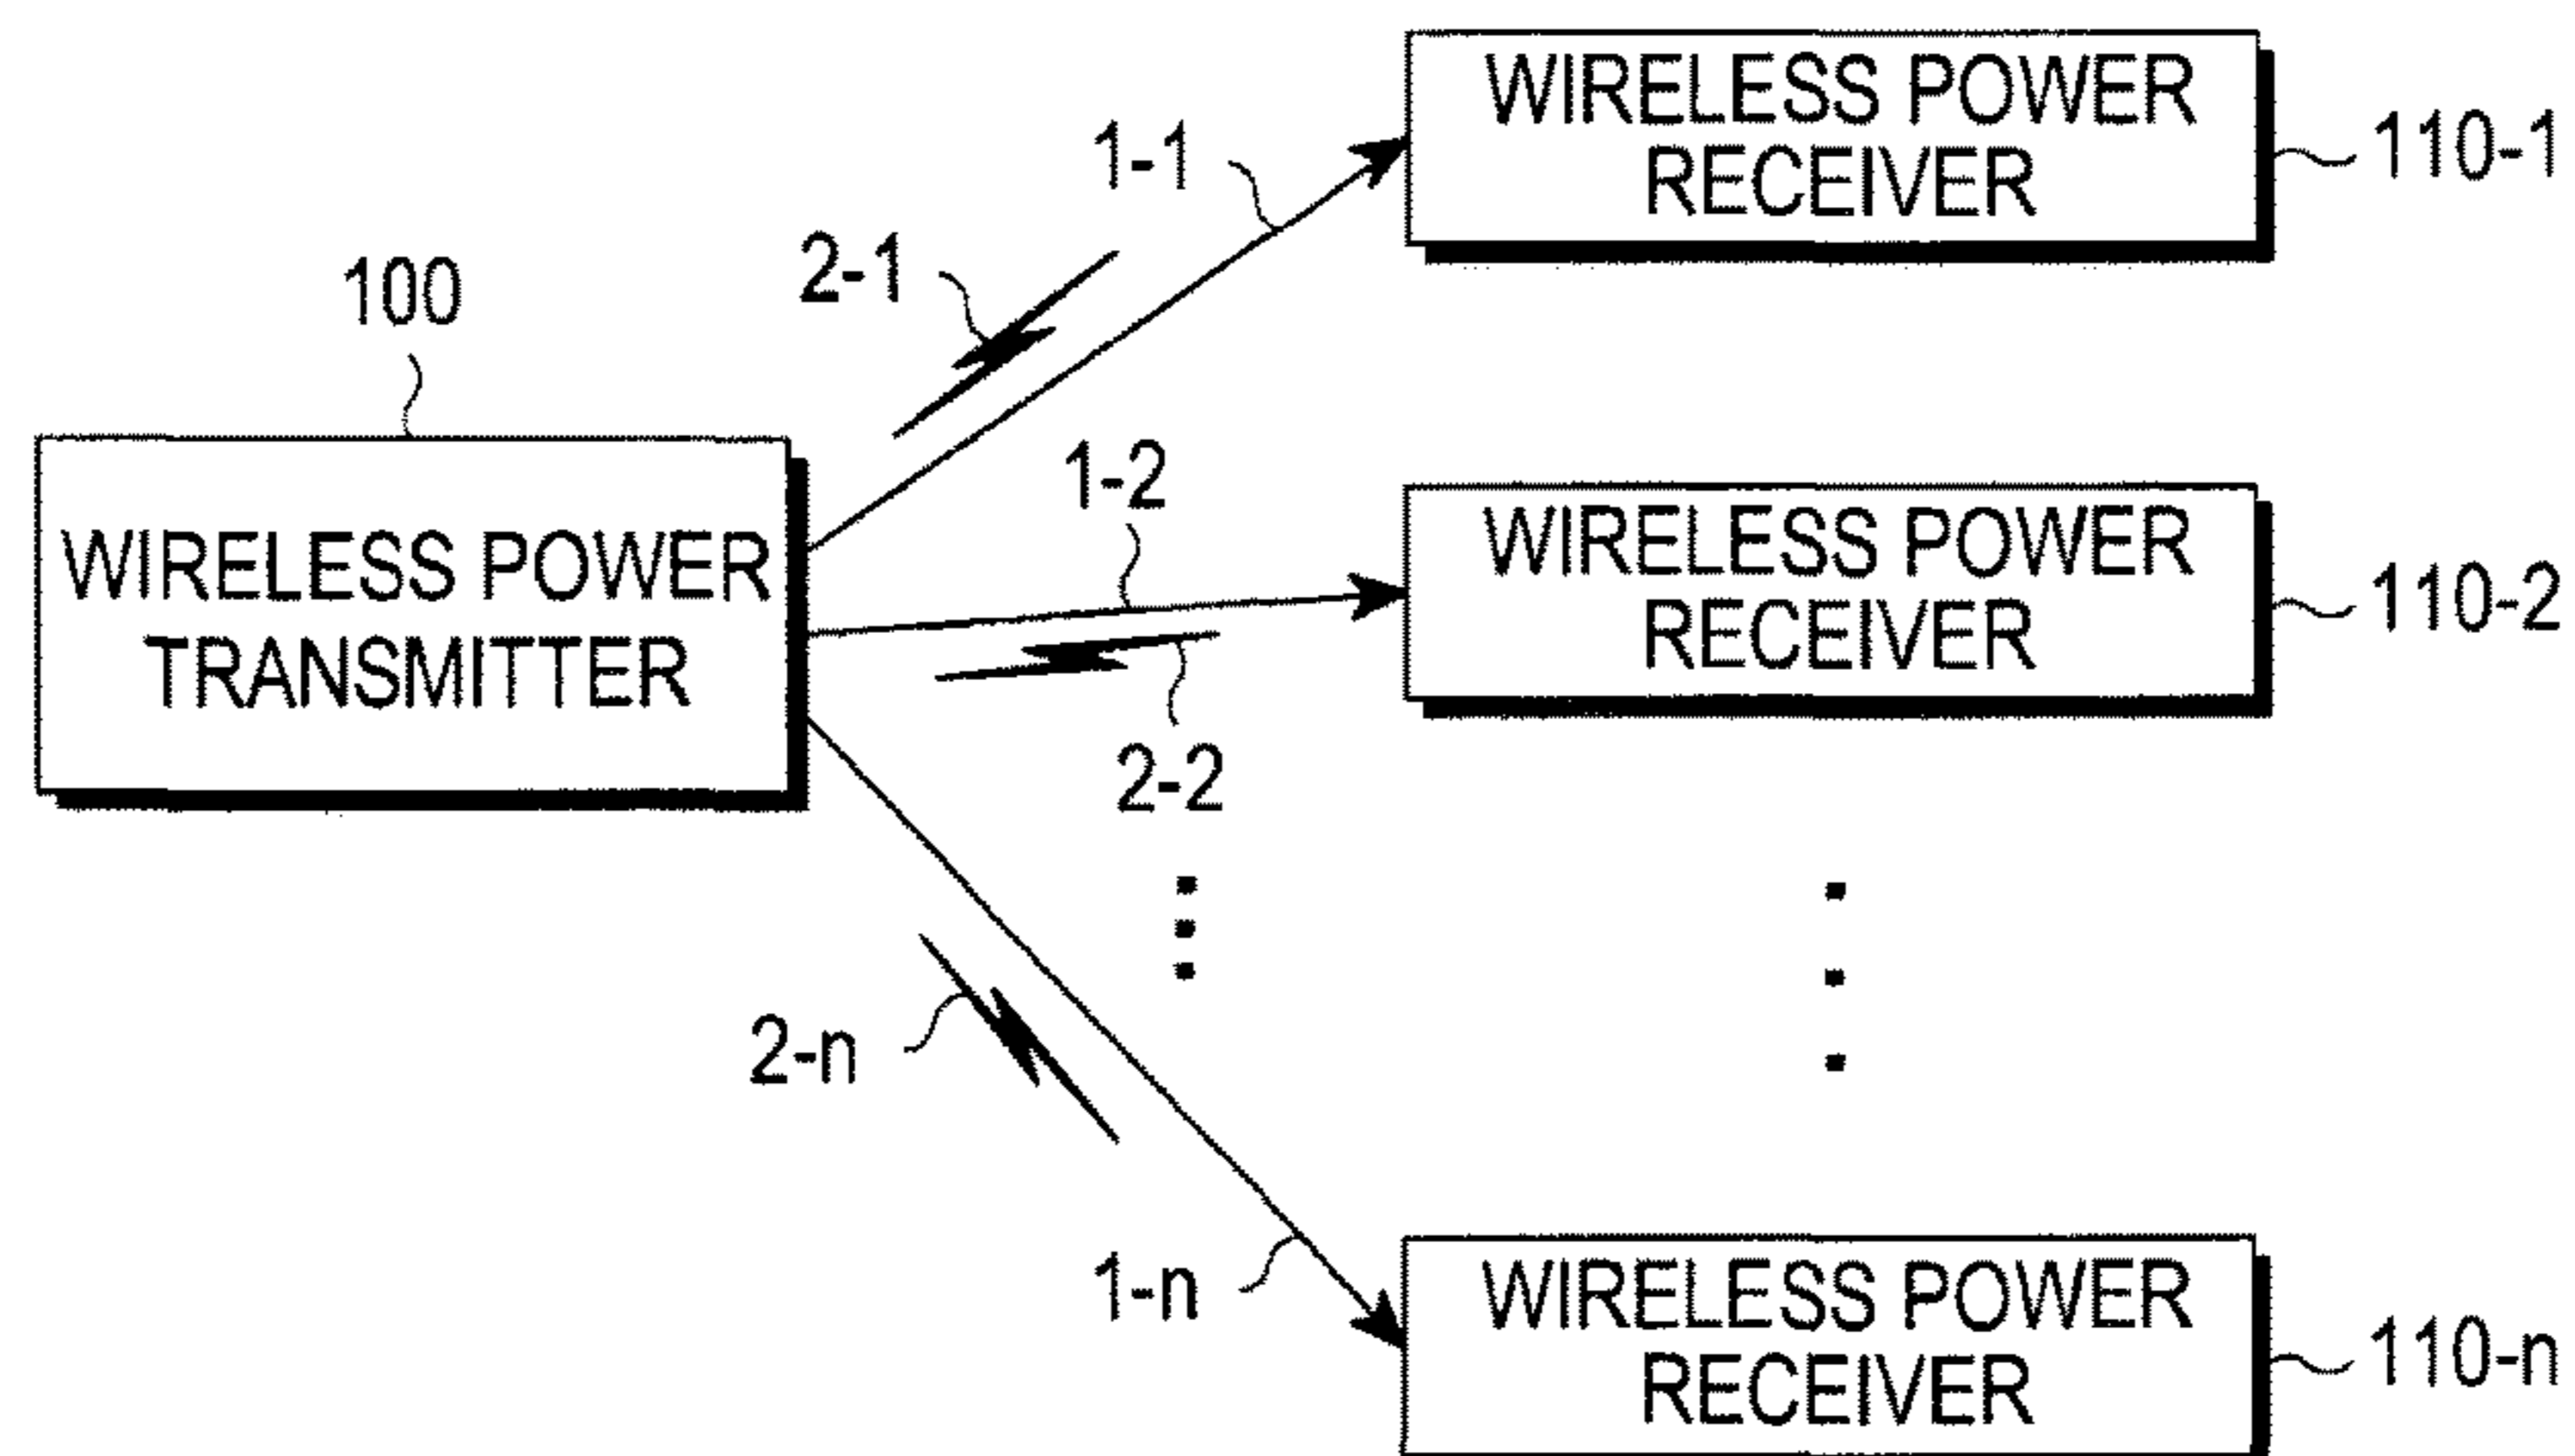 WIRELESS POWER
RECEIVER
110-1
1-1
2-1
100
1-2
WIRELESS POWER
TRANSMITTER
WIRELESS POWER
RECEIVER
110-2
2-2
2-n
1-n
WIRELESS POWER
RECEIVER
110-n